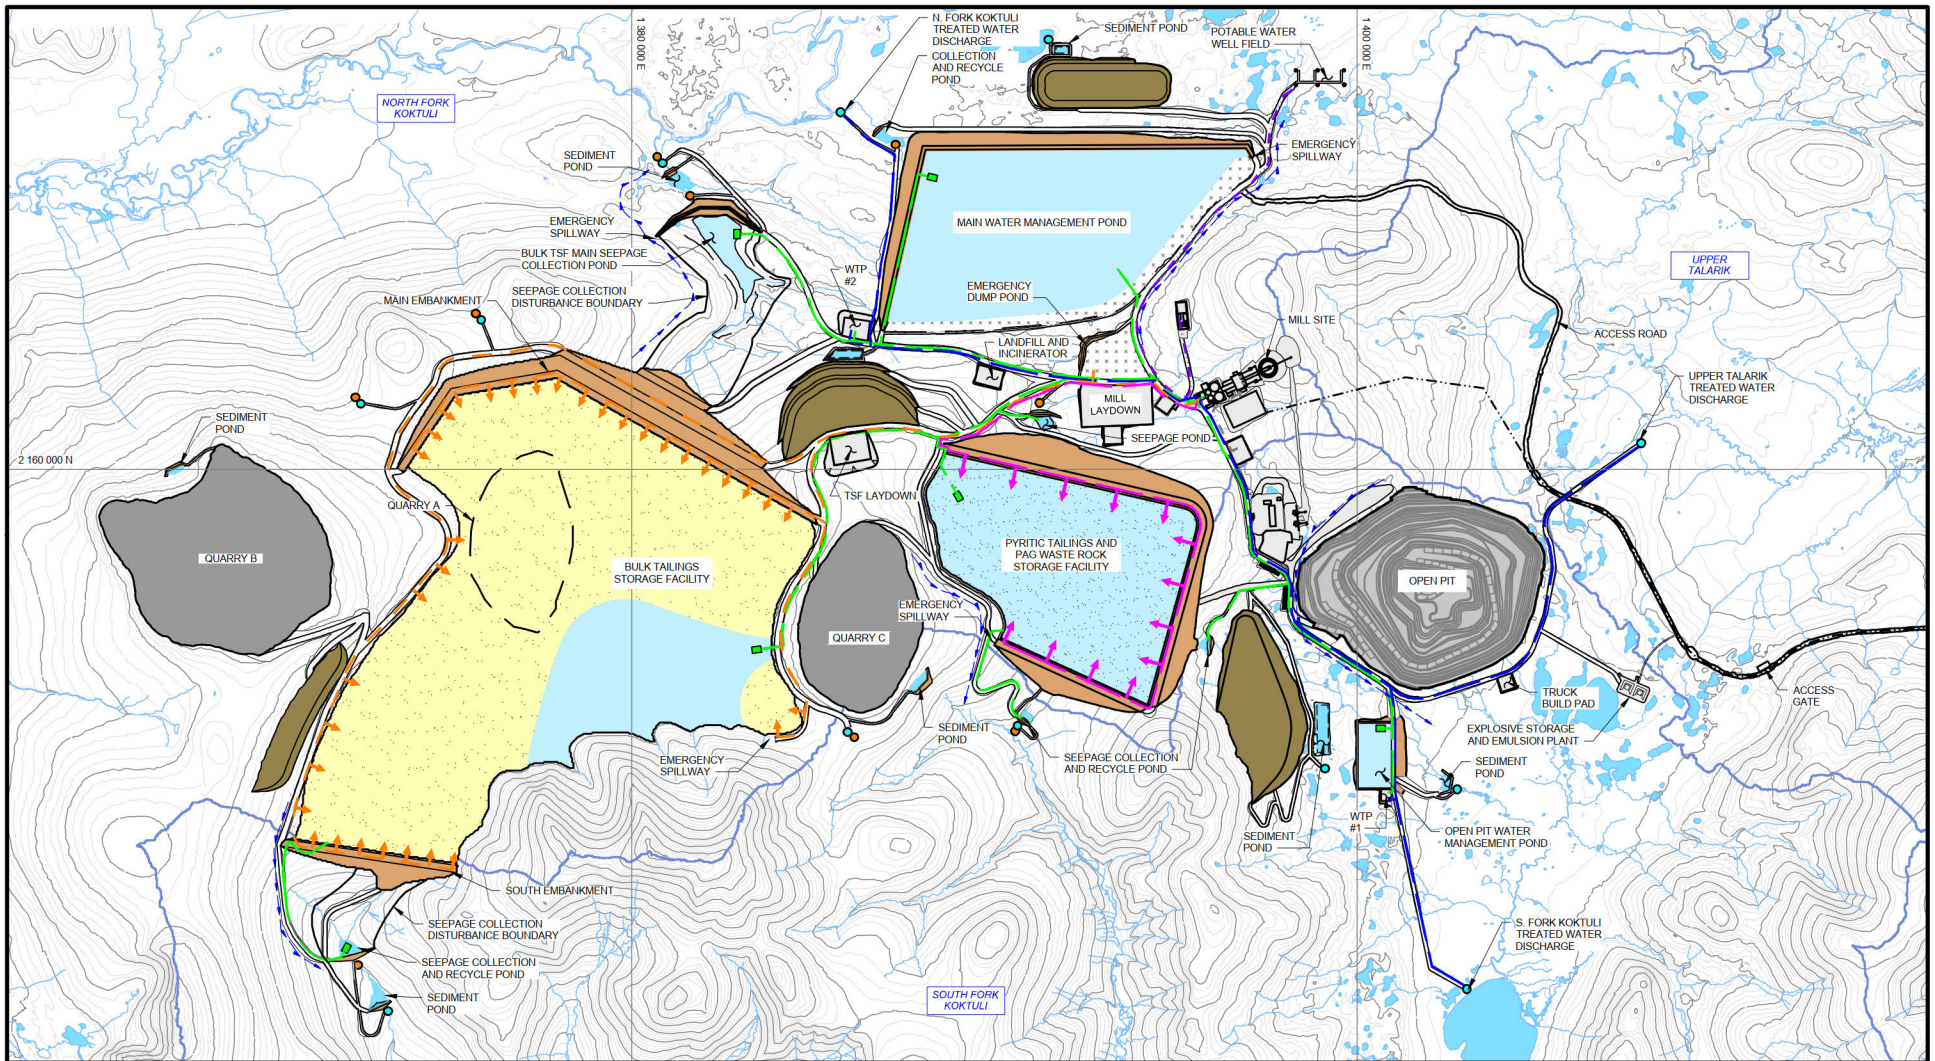 N. FORK KOKTULI
TREATED WATER
DISCHARGE
COLLECTION
AND RECYCLE
POND
SEDIMENT POND
POTABLE WATER
WELL FIELD
1 380 000 E
1 400 000 E
NORTH FORK
KOKTULI
SEDIMENT
POND
EMERGENCY
SPILLWAY
EMERGENCY
SPILLWAY
BULK TSF MAIN SEEPAGE
COLLECTION POND
MAIN WATER MANAGEMENT POND
UPPER
TALARIK
WTP
#2
SEEPAGE COLLECTION
DISTURBANCE BOUNDARY
MAIN EMBANKMENT
EMERGENCY
DUMP POND
MILL SITE
ACCESS ROAD
LANDFILL AND
INCINERATOR
UPPER TALARIK
TREATED WATER
DISCHARGE
MILL
LAYDOWN
SEDIMENT
POND
SEEPAGE POND
2 160 000 N
TSF LAYDOWN
QUARRY A
QUARRY B
BULK TAILINGS
STORAGE FACILITY
PYRITIC TAILINGS AND
PAG WASTE ROCK
STORAGE FACILITY
OPEN PIT
EMERGENCY
SPILLWAY
QUARRY C
TRUCK
BUILD PAD
ACCESS
GATE
SEDIMENT
POND
EXPLOSIVE STORAGE
AND EMULSION PLANT
EMERGENCY
SPILLWAY
SEEPAGE COLLECTION
AND RECYCLE POND
SEDIMENT
POND
WTP
#1
SEDIMENT
POND
OPEN PIT WATER
MANAGEMENT POND
SOUTH EMBANKMENT
SEEPAGE COLLECTION
DISTURBANCE BOUNDARY
S. FORK KOKTULI
TREATED WATER
DISCHARGE
SEEPAGE COLLECTION
AND RECYCLE POND
SEDIMENT
POND
SOUTH FORK
KOKTULI